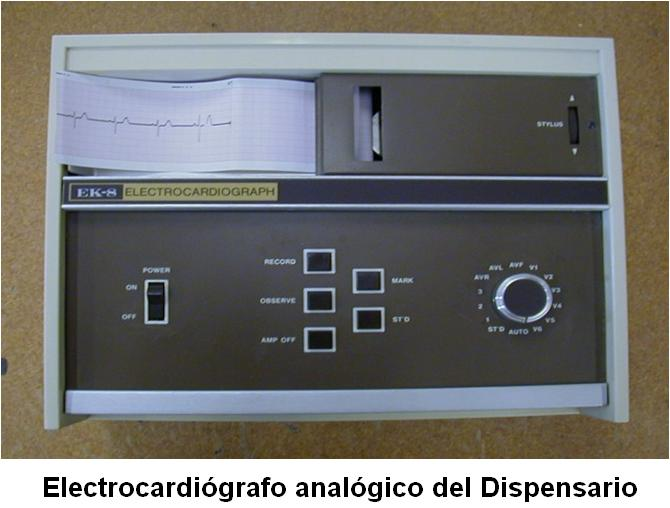 STYLUS
EK-8 ELECTROCARDIOGRAPH
POWER
ON
OFF
RECORD
OBSERVE
AMP OFF
MARK
ST'D
AVR AVL AVF V1 V2 V3 V4 V5 V6 AUTO ST'D 1 2 3
Electrocardiógrafo analógico del Dispensario